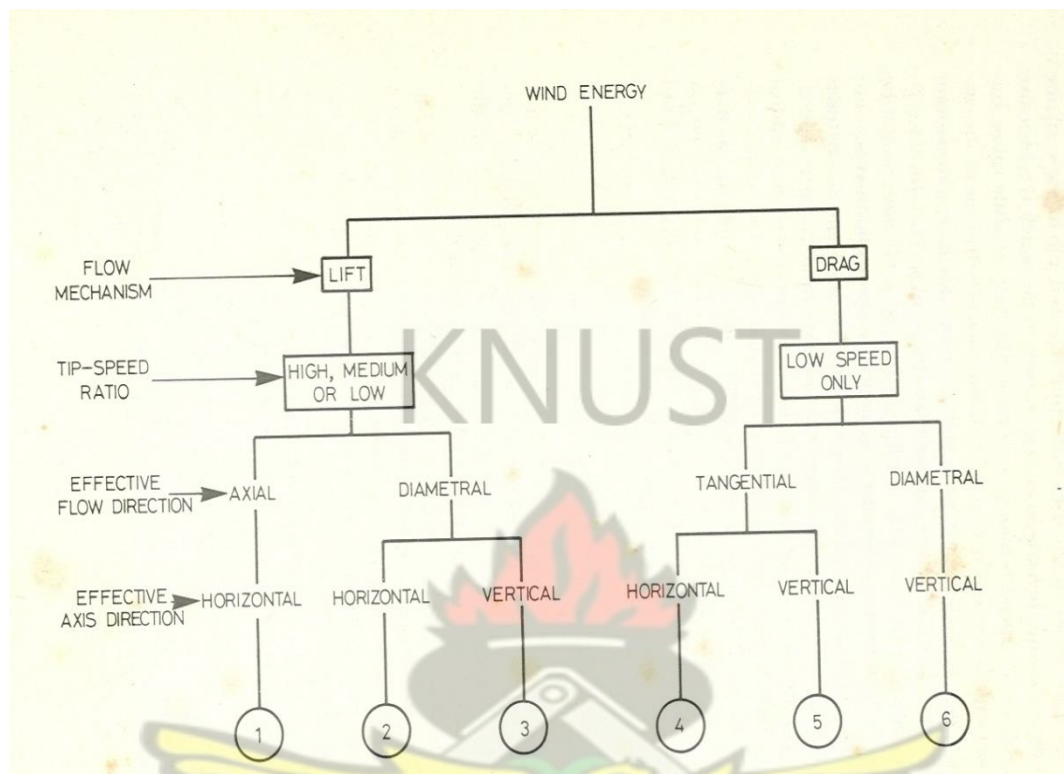 WIND ENERGY
FLOW
MECHANISM
LIFT
DRAG
KNUST
TIP-SPEED
RATIO
HIGH, MEDIUM
OR LOW
LOW SPEED
ONLY
EFFECTIVE
FLOW DIRECTION
AXIAL
DIAMETRAL
TANGENTIAL
DIAMETRAL
EFFECTIVE
AXIS DIRECTION
HORIZONTAL
HORIZONTAL
VERTICAL
HORIZONTAL
VERTICAL
VERTICAL
1
2
3
4
5
6